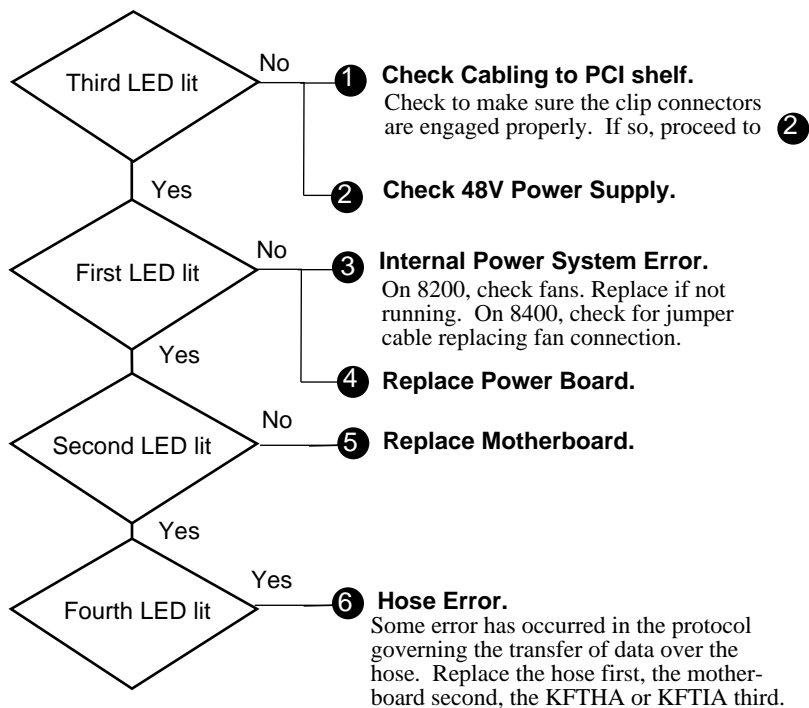 Third LED lit
No
1 Check Cabling to PCI shelf.
Check to make sure the clip connectors
are engaged properly. If so, proceed to 2
Yes
2 Check 48V Power Supply.
First LED lit
No
3 Internal Power System Error.
On 8200, check fans. Replace if not
running. On 8400, check for jumper
cable replacing fan connection.
Yes
4 Replace Power Board.
Second LED lit
No
5 Replace Motherboard.
Yes
Fourth LED lit
Yes
6 Hose Error.
Some error has occurred in the protocol
governing the transfer of data over the
hose. Replace the hose first, the mother-
board second, the KFTHA or KFTIA third.